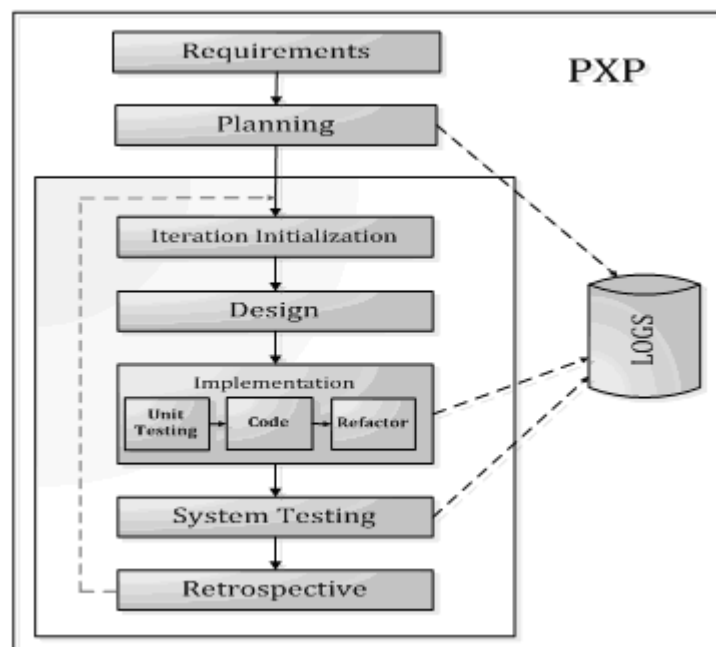 Requirements
PXP
Planning
Iteration Initialization
Design
LOGS
Implementation
Unit
Testing
Code
Refactor
System Testing
Retrospective